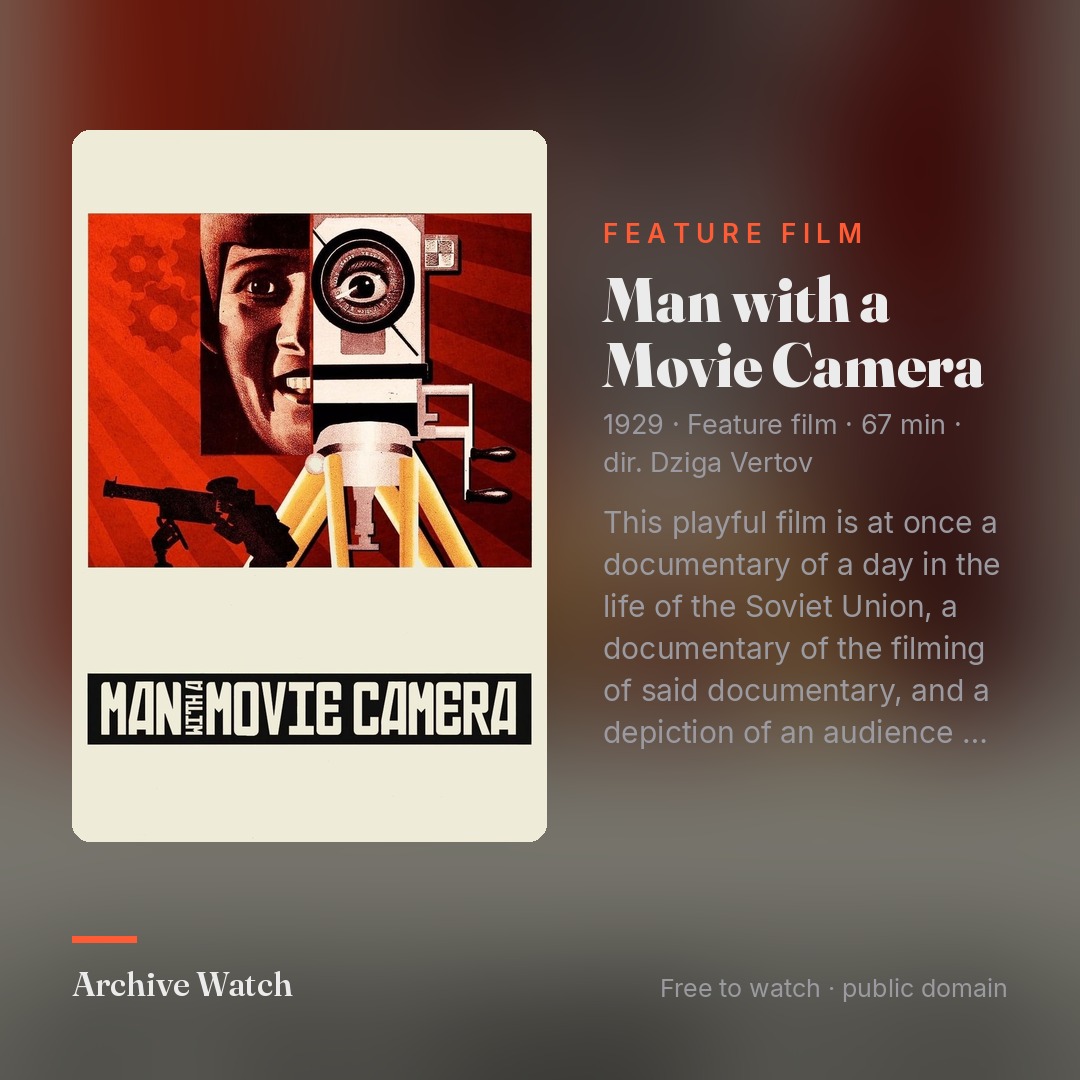 MAN WITH A MOVIE CAMERA
FEATURE FILM
Man with a
Movie Camera
1929 · Feature film · 67 min ·
dir. Dziga Vertov
This playful film is at once a
documentary of a day in the
life of the Soviet Union, a
documentary of the filming
of said documentary, and a
depiction of an audience ...
Archive Watch
Free to watch · public domain